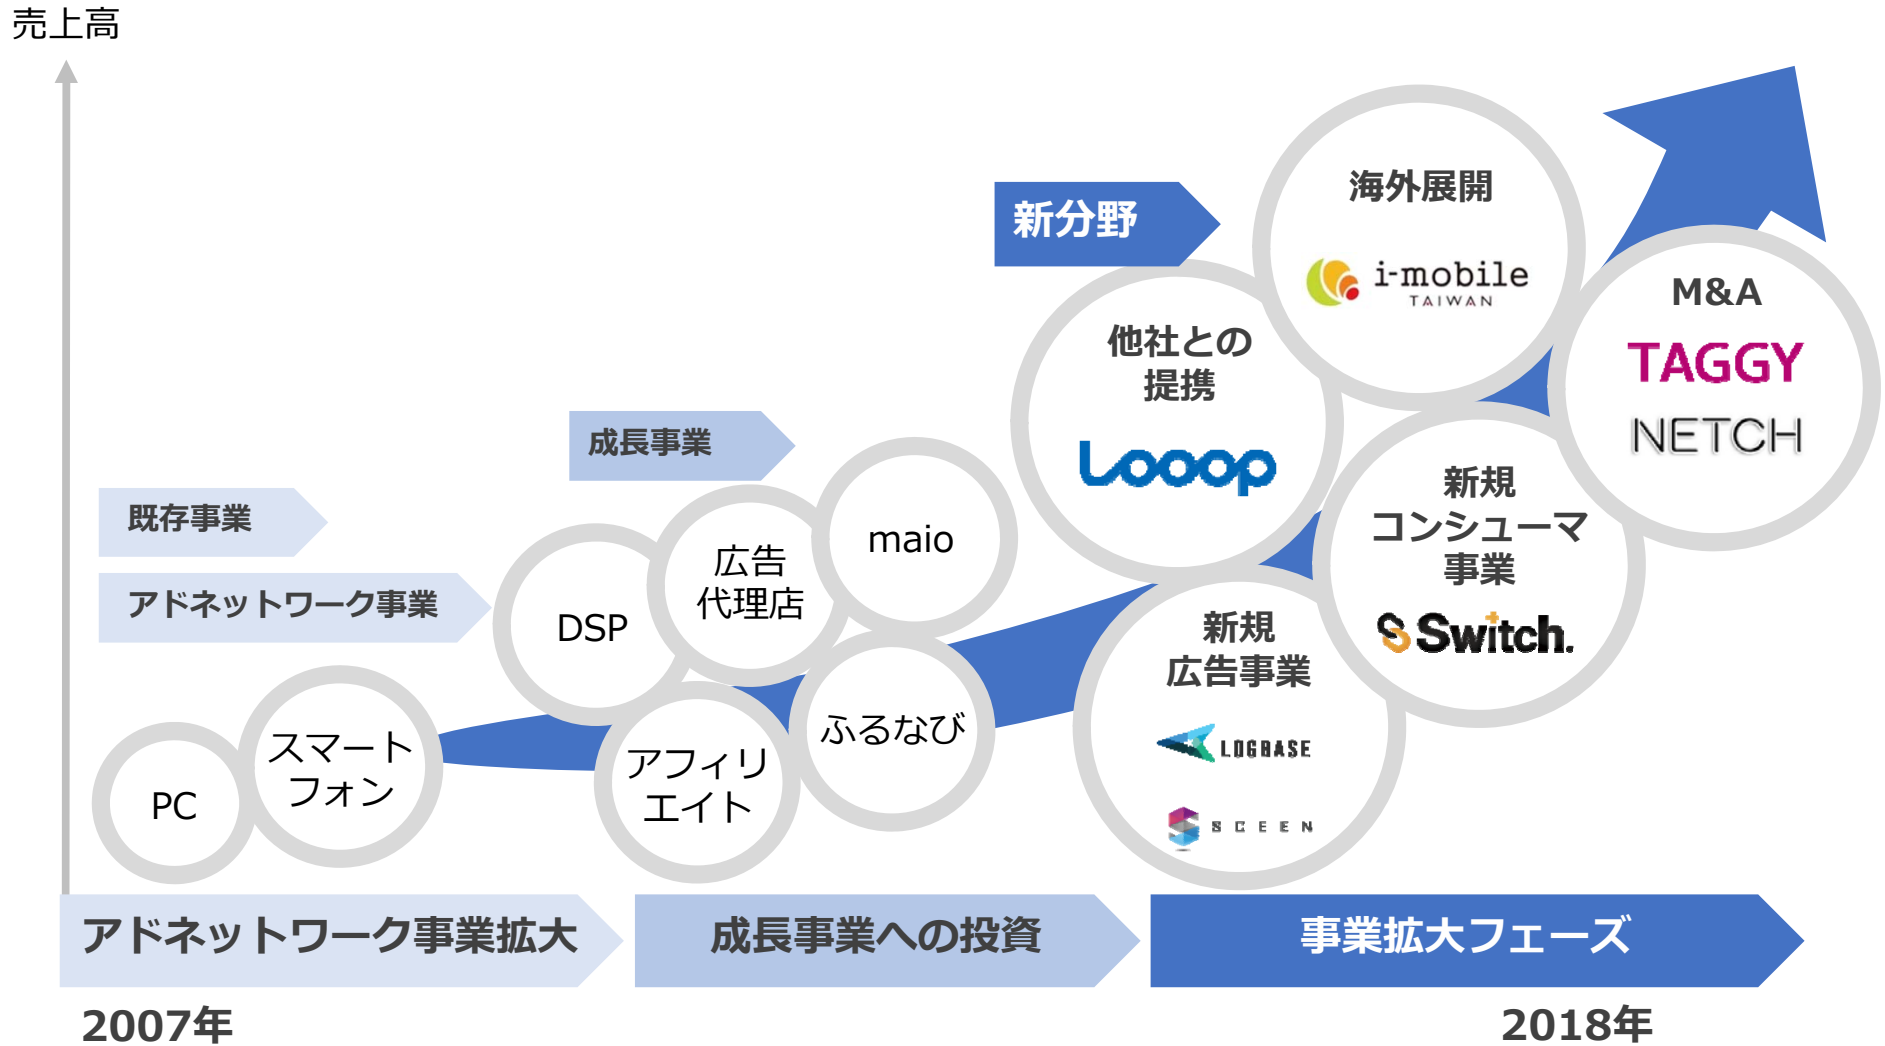 売上高
新分野
海外展開
i-mobile
TAIWAN
M&A
TAGGY
NETCH
他社との
提携
Looop
成長事業
既存事業
アドネットワーク事業
maio
広告
代理店
DSP
新規
コンシューマ
事業
Switch.
新規
広告事業
LOGBASE
SCEEN
ふるなび
アフィリ
エイト
スマート
フォン
PC
アドネットワーク事業拡大
成長事業への投資
事業拡大フェーズ
2007年
2018年